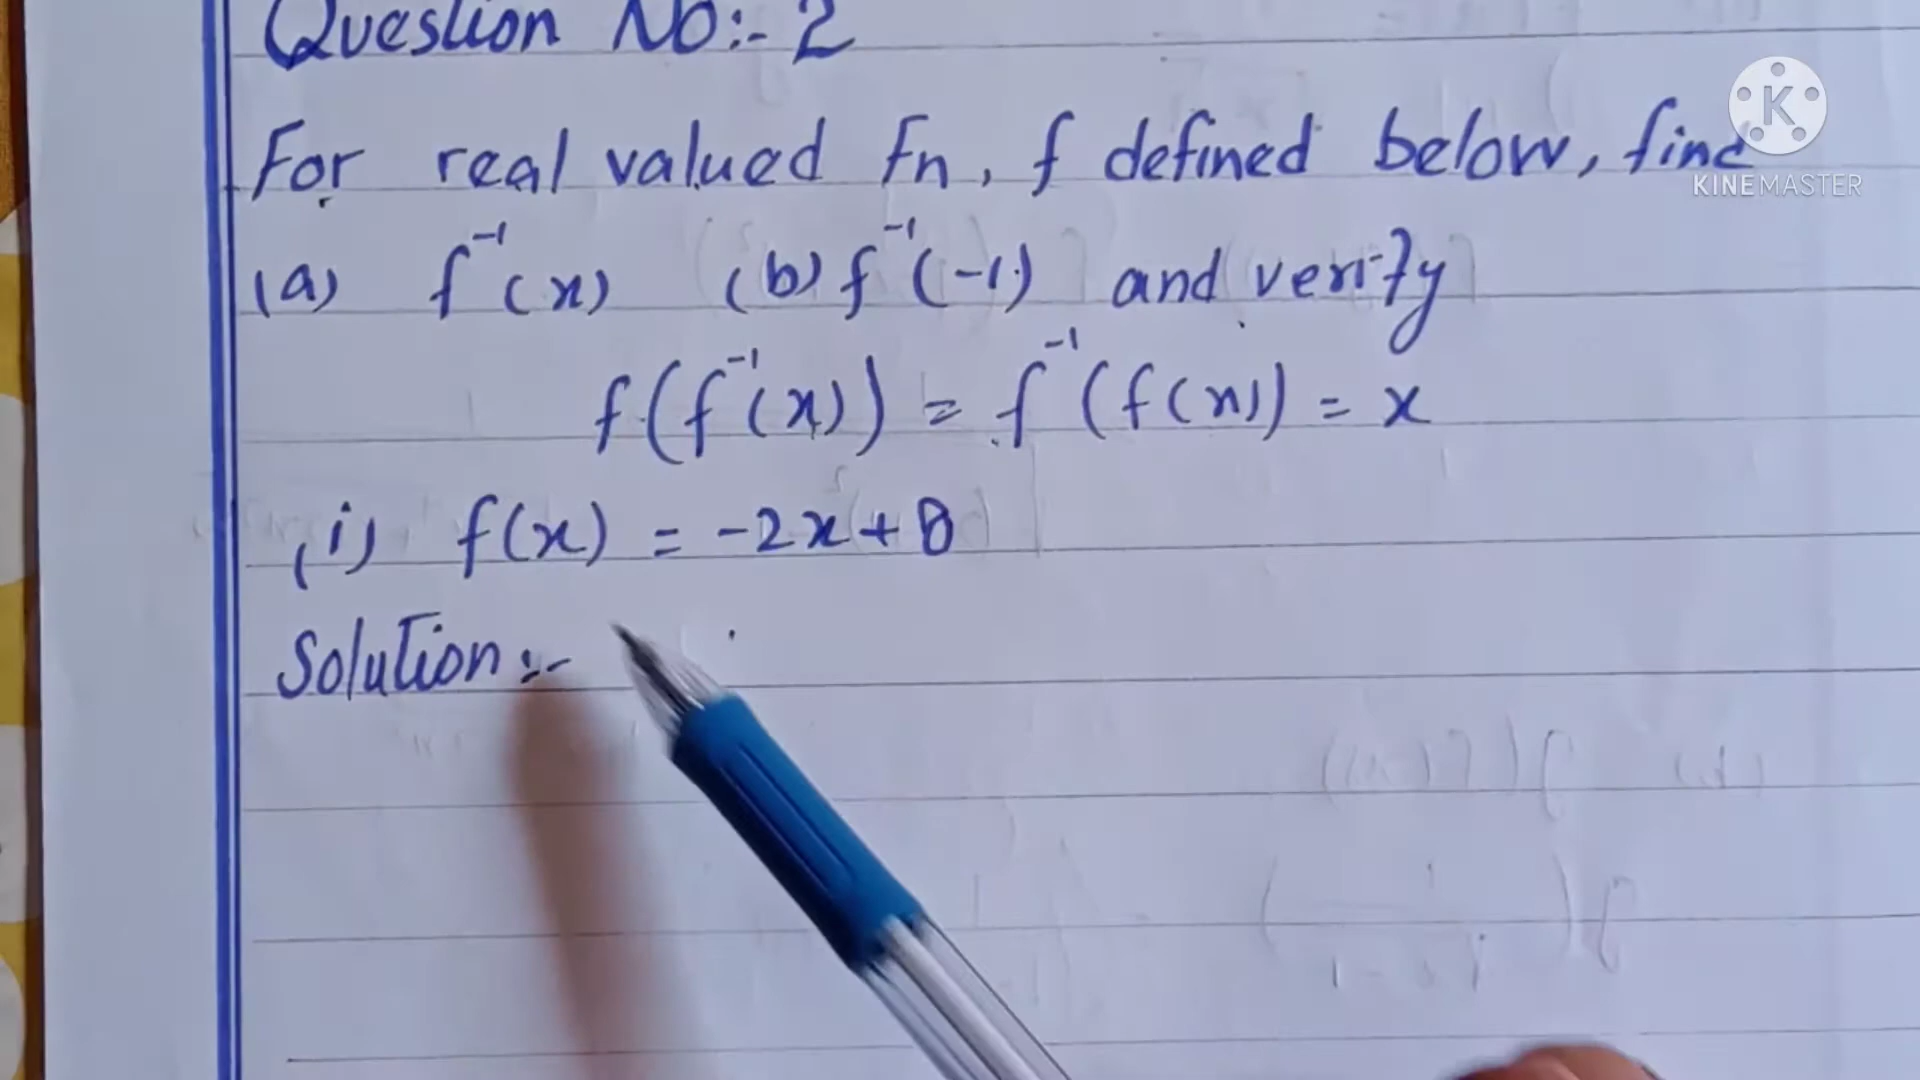 Question No:- 2
For real valued Fn, f defined below, find
(a) f⁻¹(x) (b) f⁻¹(-1) and verify
f(f⁻¹(x)) = f⁻¹(f(x)) = x
(i) f(x) = -2x+8
Solution:-
K
KINEMASTER